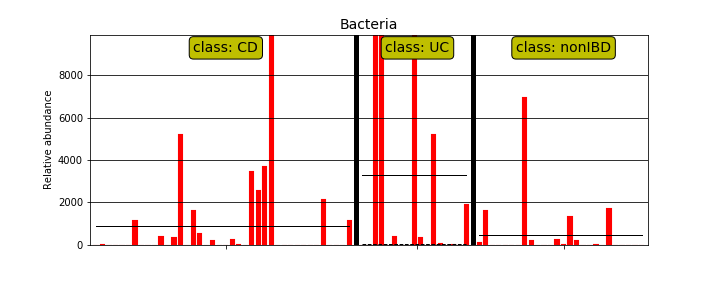 Bacteria
class: CD
class: UC
class: nonIBD
Relative abundance
8000
6000
4000
2000
0